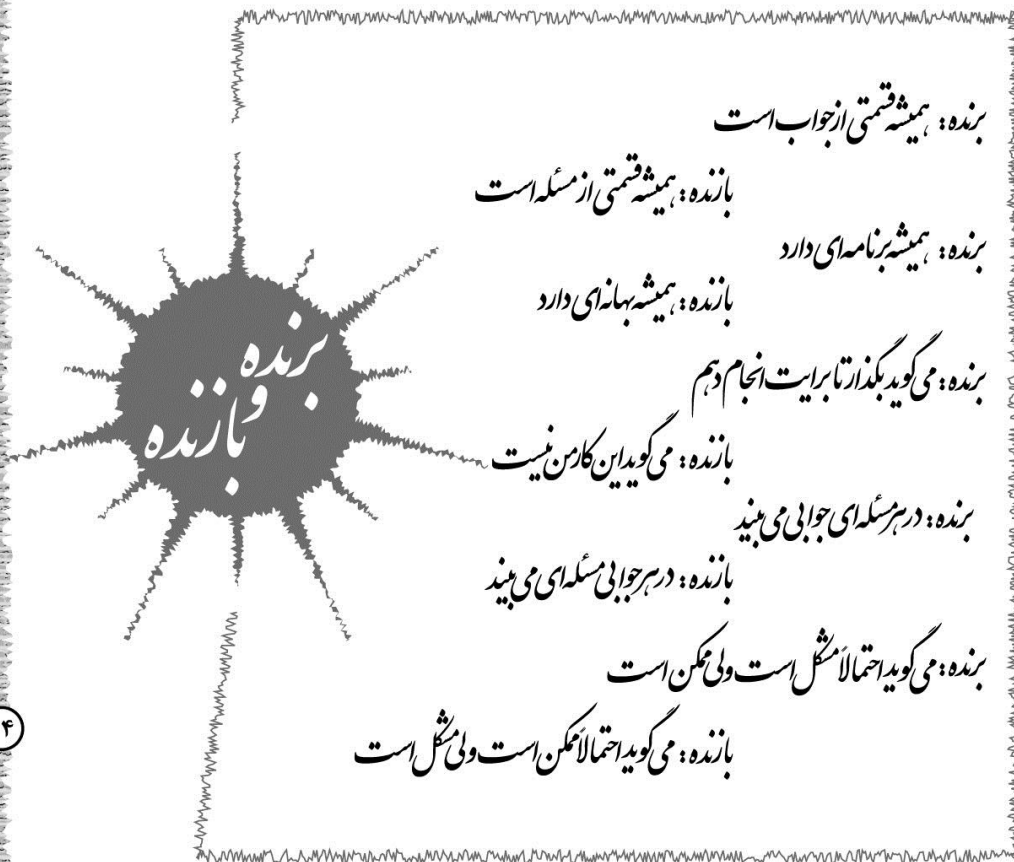 برنده: همیشه قسمتی از جواب است
بازنده: همیشه قسمتی از مسئله است
برنده: همیشه برنامه‌ای دارد
بازنده: همیشه بهانه‌ای دارد
برنده: می‌گوید بگذار تا برایت انجام دهم
بازنده: می‌گوید این کار من نیست
برنده: در هر مسئله‌ای جوابی می‌بیند
بازنده: در هر جوابی مسئله‌ای می‌بیند
برنده: می‌گوید احتمالاً مشکل است ولی ممکن است
بازنده: می‌گوید احتمالاً ممکن است ولی مشکل است
برنده
و
بازنده
۴